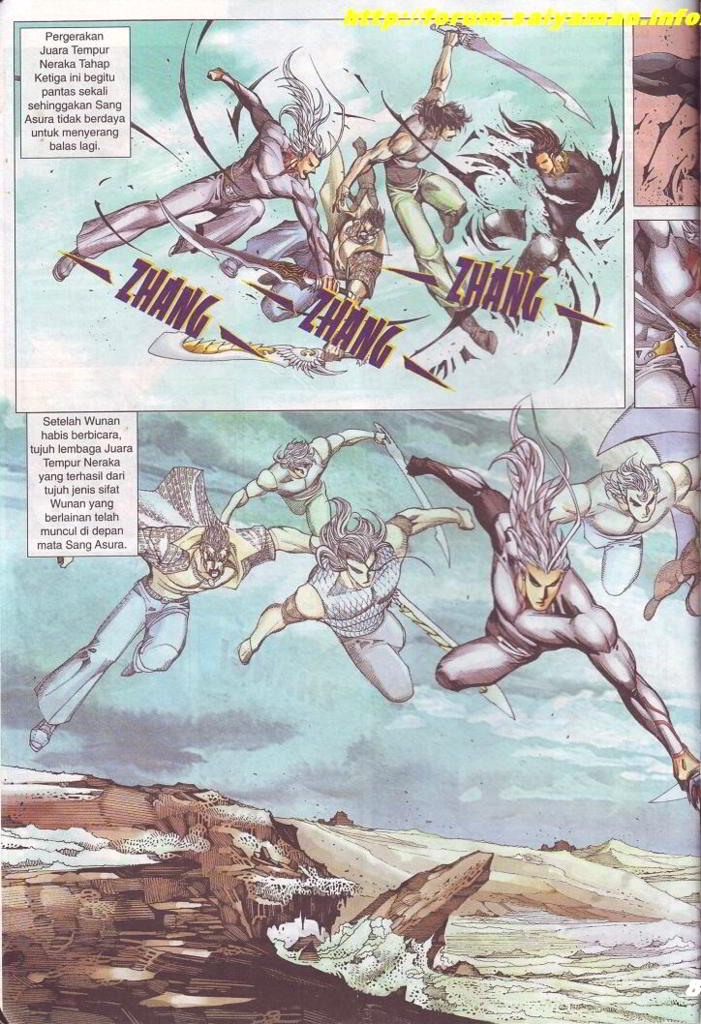 http://forum.saiyaman.info
Pergerakan
Juara Tempur
Neraka Tahap
Ketiga ini begitu
pantas sekali
sehinggakan Sang
Asura tidak berdaya
untuk menyerang
balas lagi.
ZHANG
ZHANG
ZHANG
Setelah Wunan
habis berbicara,
tujuh lembaga Juara
Tempur Neraka
yang terhasil dari
tujuh jenis sifat
Wunan yang
berlainan telah
muncul di depan
mata Sang Asura.